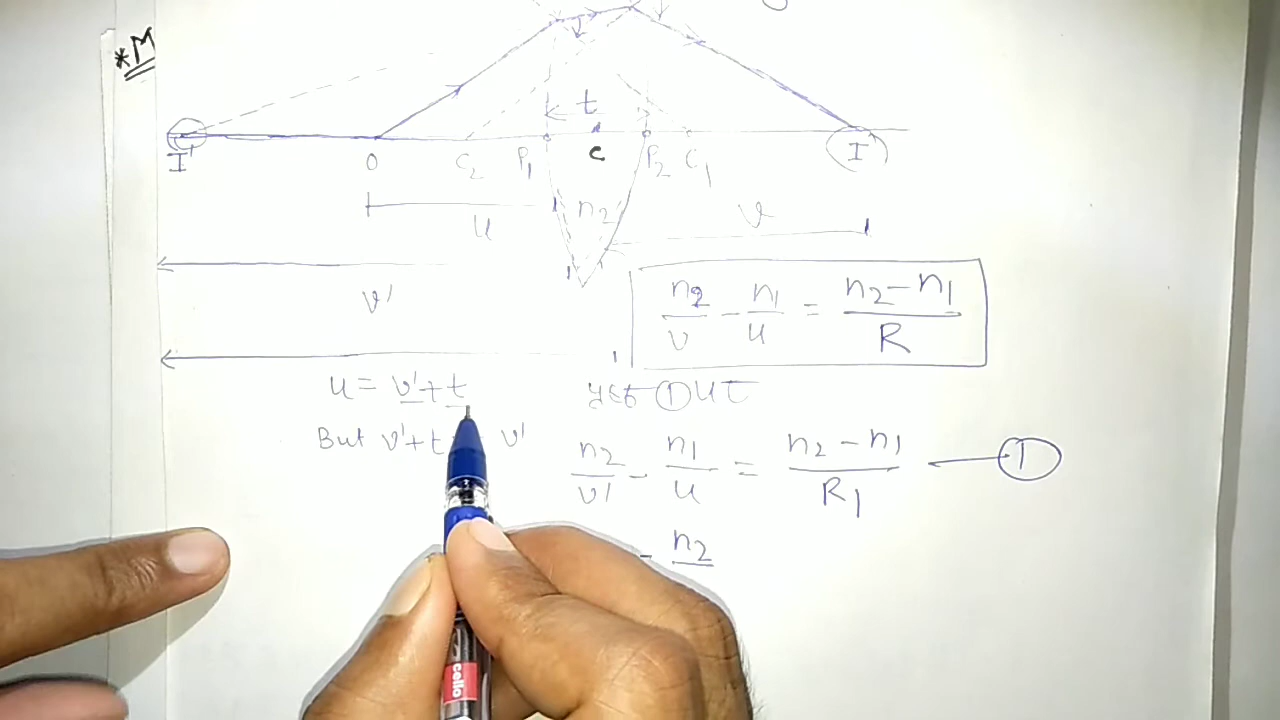 *M
t
I' O C₂ P₁ C P₂ C₁ I
n₂
u v
v'
n₂/v - n₁/u = (n₂-n₁)/R
u = v'+t
But v'+t v'
n₂/v' - n₁/u = (n₂-n₁)/R₁ ①
- n₂
cello